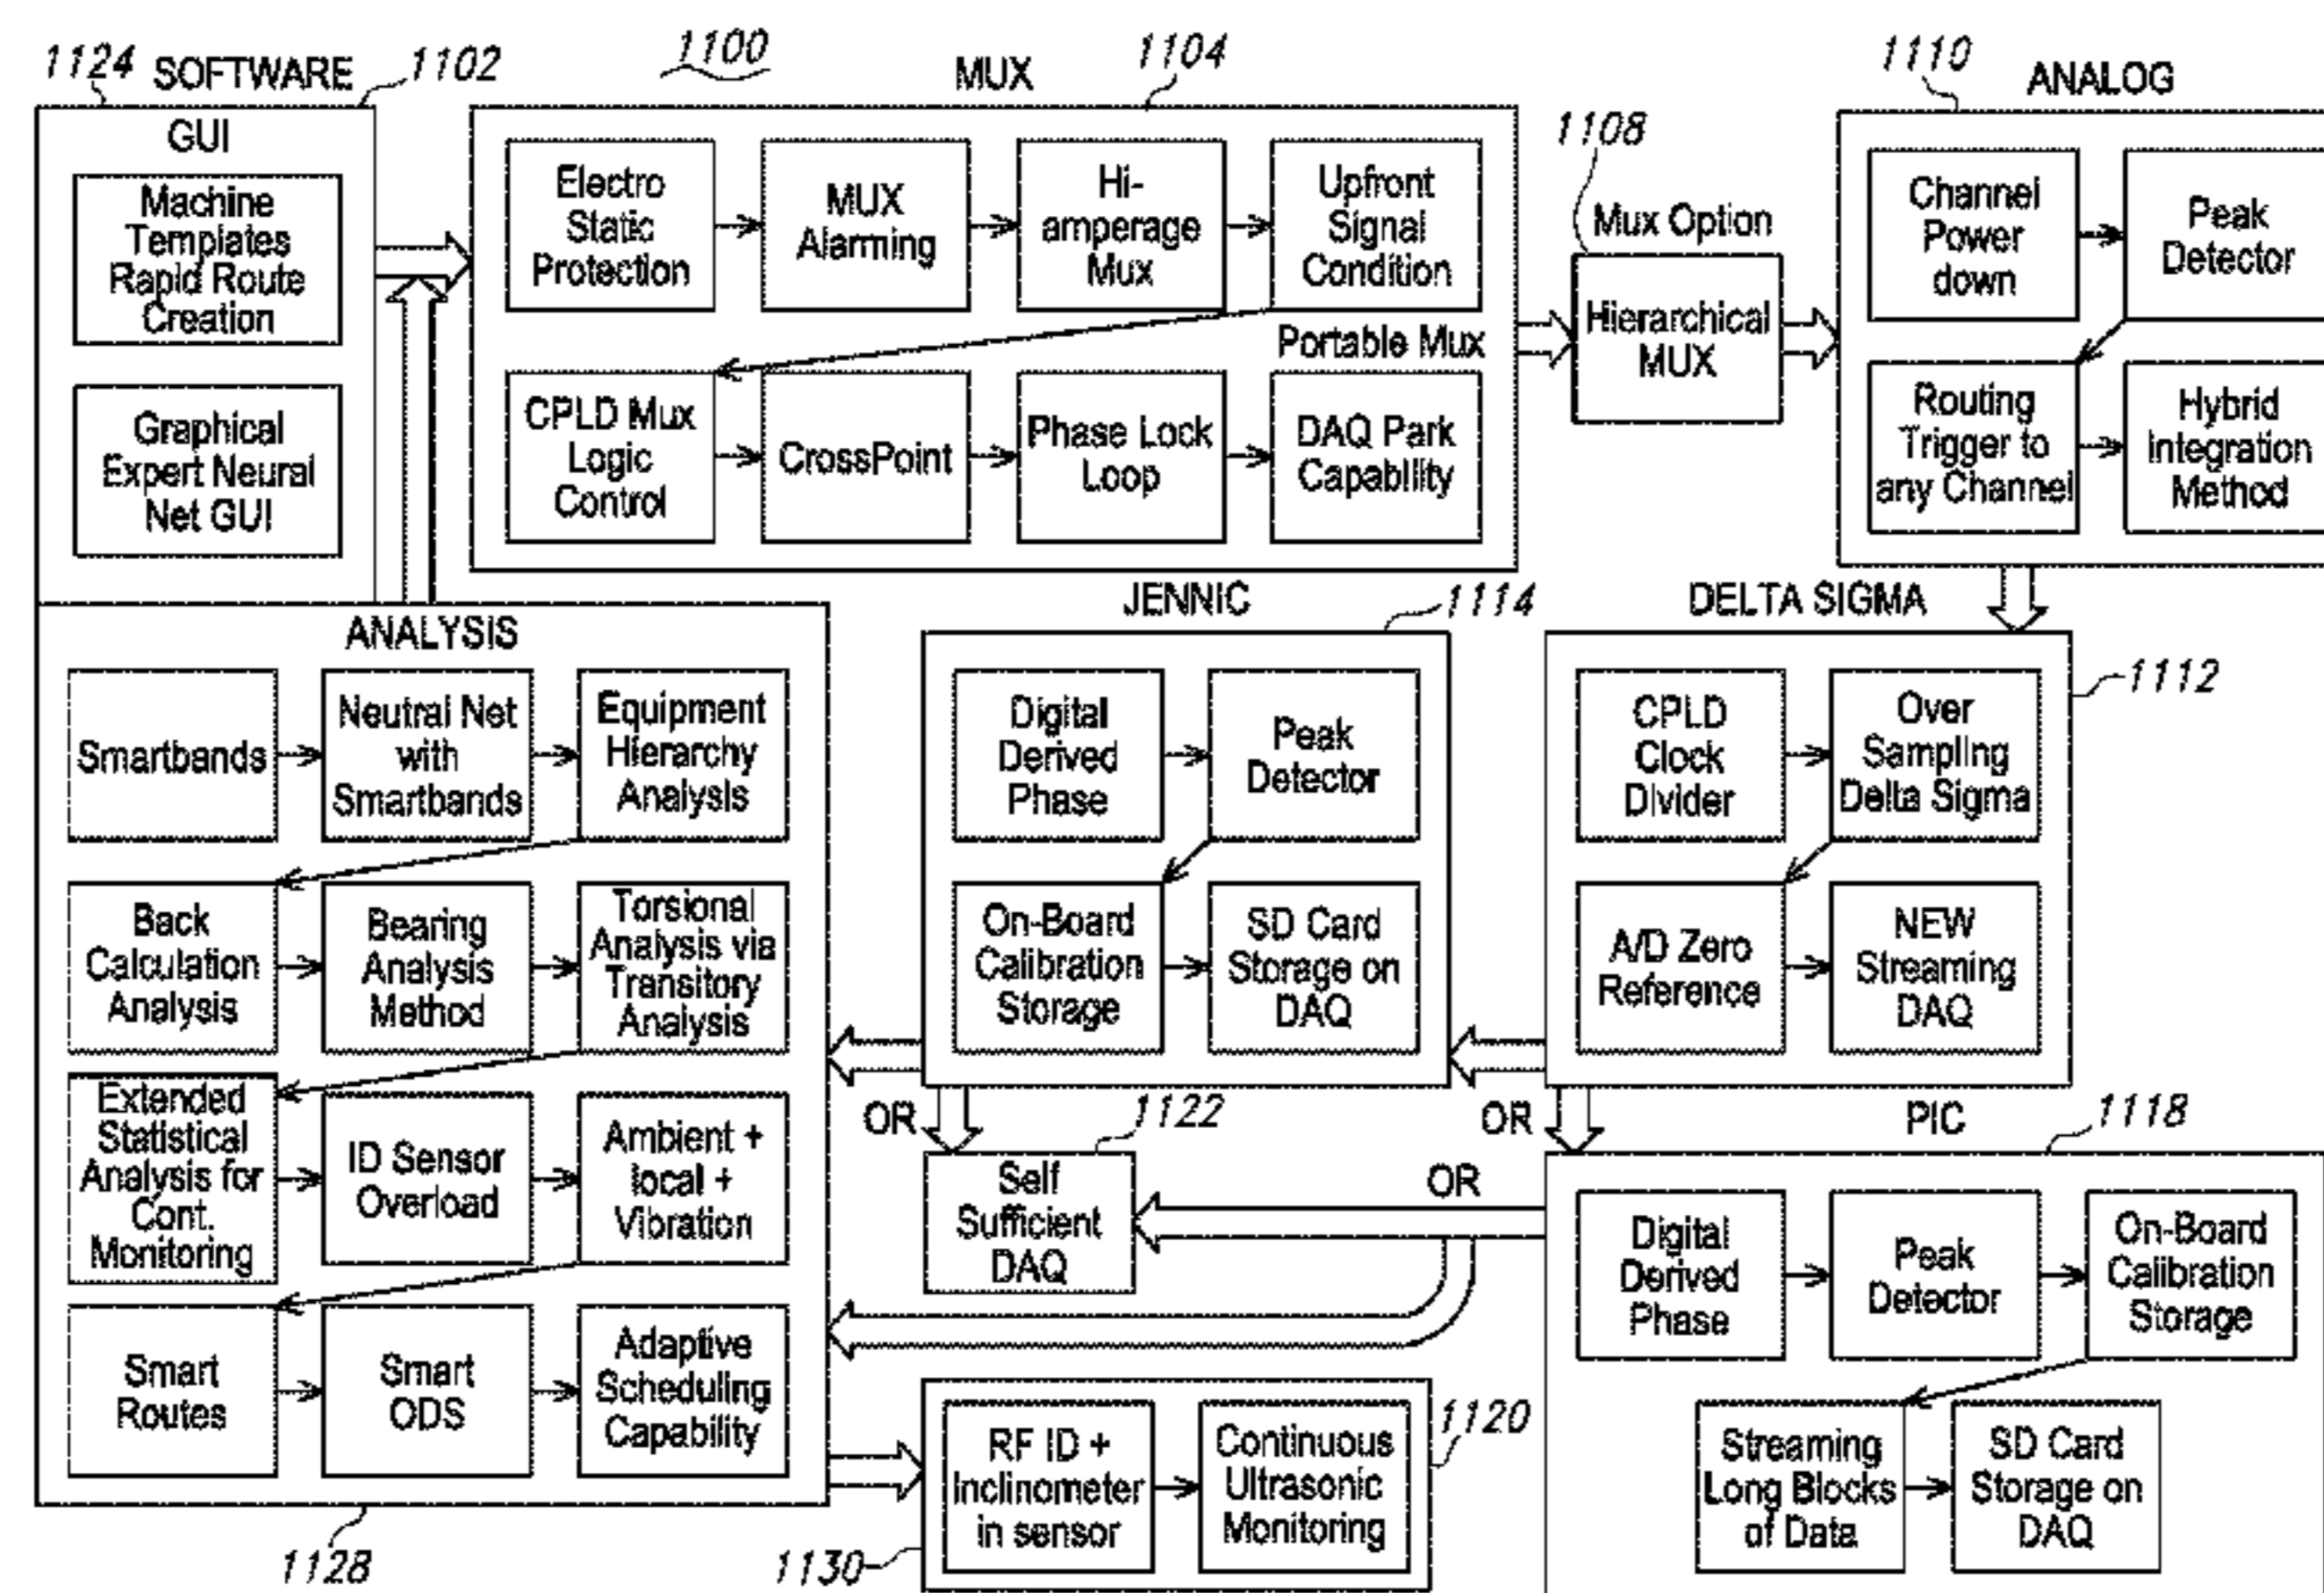 1124
SOFTWARE
1102
1100
MUX
1104
1110
ANALOG
GUI
Machine
Templates
Rapid Route
Creation
Graphical
Expert Neural
Net GUI
Electro
Static
Protection
MUX
Alarming
Hi-
amperage
Mux
Upfront
Signal
Condition
Portable Mux
CPLD Mux
Logic
Control
CrossPoint
Phase Lock
Loop
DAQ Park
Capability
1108
Mux Option
Hierarchical
MUX
Channel
Power
down
Peak
Detector
Routing
Trigger to
any Channel
Hybrid
Integration
Method
ANALYSIS
Smartbands
Neutral Net
with
Smartbands
Equipment
Hierarchy
Analysis
Back
Calculation
Analysis
Bearing
Analysis
Method
Torsional
Analysis via
Transitory
Analysis
Extended
Statistical
Analysis for
Cont.
Monitoring
ID Sensor
Overload
Ambient +
local +
Vibration
Smart
Routes
Smart
ODS
Adaptive
Scheduling
Capability
1128
JENNIC
1114
Digital
Derived
Phase
Peak
Detector
On-Board
Calibration
Storage
SD Card
Storage on
DAQ
DELTA SIGMA
1112
CPLD
Clock
Divider
Over
Sampling
Delta Sigma
A/D Zero
Reference
NEW
Streaming
DAQ
OR
1122
Self
Sufficient
DAQ
OR
OR
PIC
1118
Digital
Derived
Phase
Peak
Detector
On-Board
Calibration
Storage
Streaming
Long Blocks
of Data
SD Card
Storage on
DAQ
1120
RF ID +
Inclinometer
in sensor
Continuous
Ultrasonic
Monitoring
1130